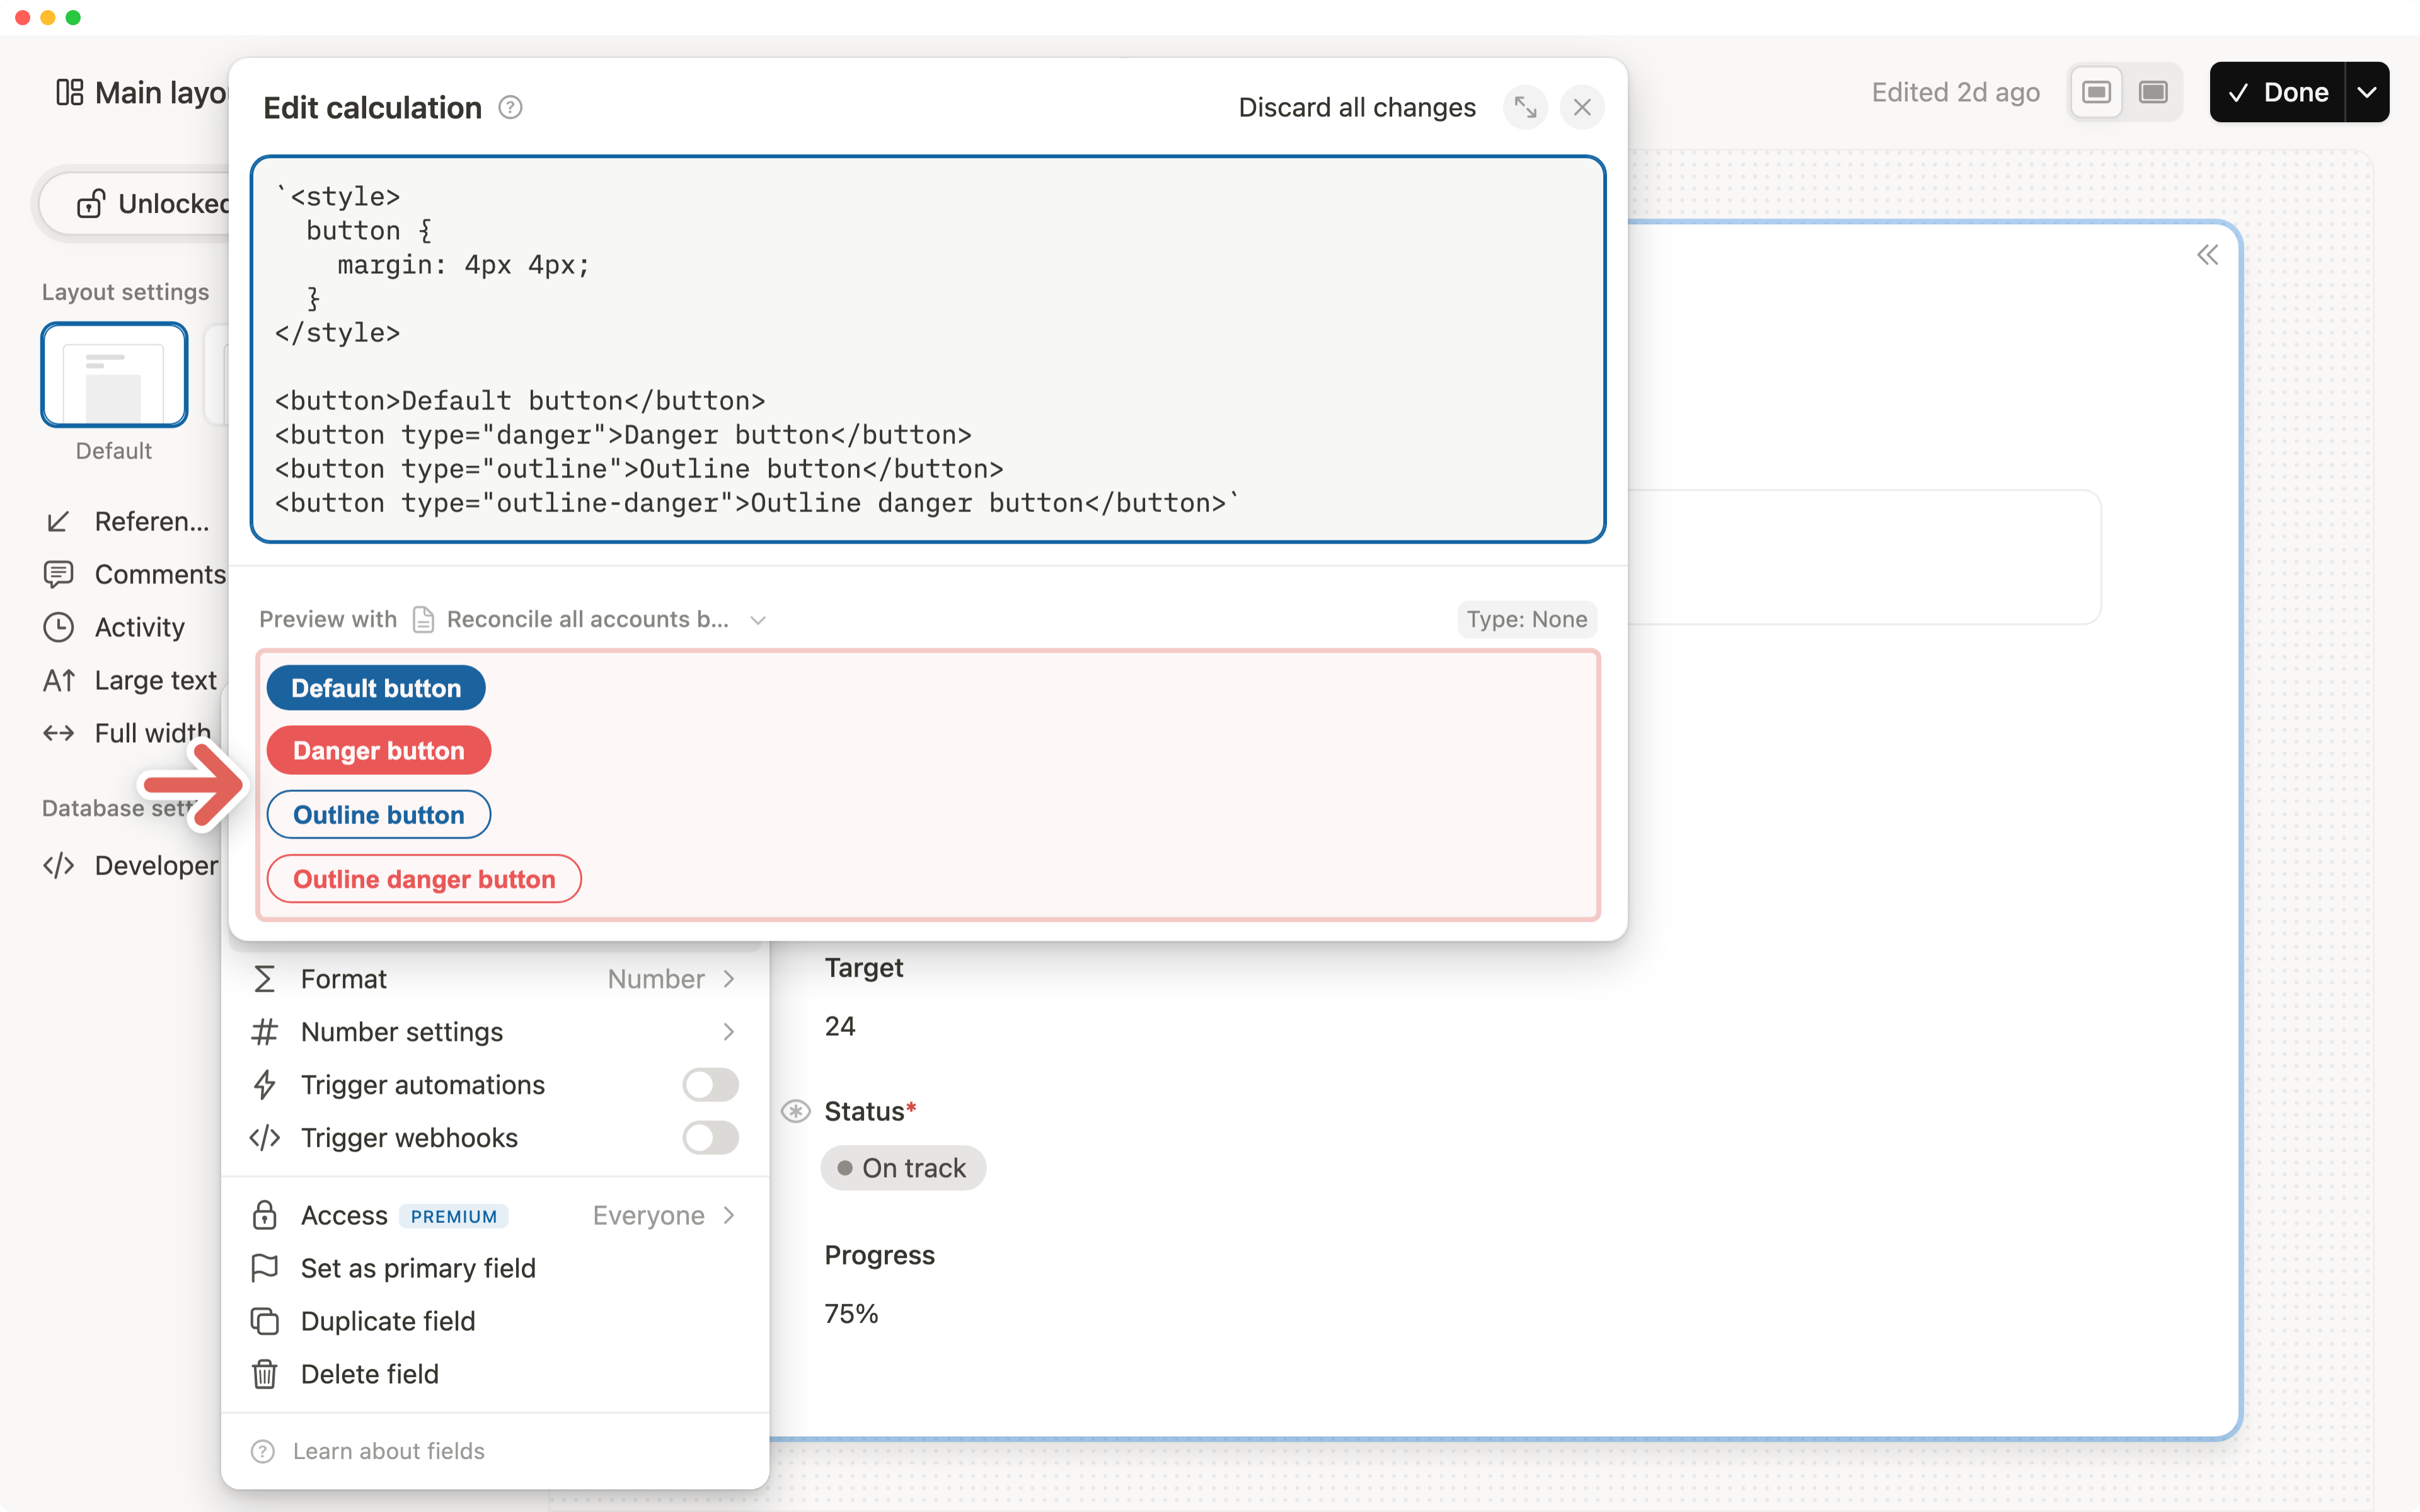 Main layou
Edited 2d ago
Done
Unlocked
Layout settings
Default
Referen...
Comments
Activity
Large text
Full width
Database sett
Developer
Edit calculation
Discard all changes
`<style>
  button {
    margin: 4px 4px;
  }
</style>
<button>Default button</button>
<button type="danger">Danger button</button>
<button type="outline">Outline button</button>
<button type="outline-danger">Outline danger button</button>`
Preview with Reconcile all accounts b...
Type: None
Default button
Danger button
Outline button
Outline danger button
Format Number
Number settings
Trigger automations
Trigger webhooks
Access PREMIUM Everyone
Set as primary field
Duplicate field
Delete field
Learn about fields
Target
24
Status*
On track
Progress
75%